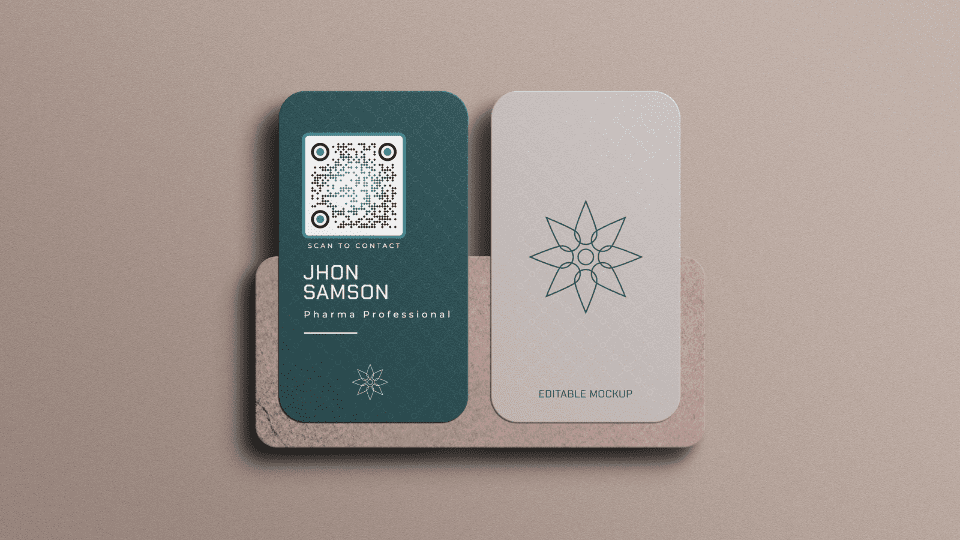 SCAN TO CONTACT
JHON
SAMSON
Pharma Professional
EDITABLE MOCKUP